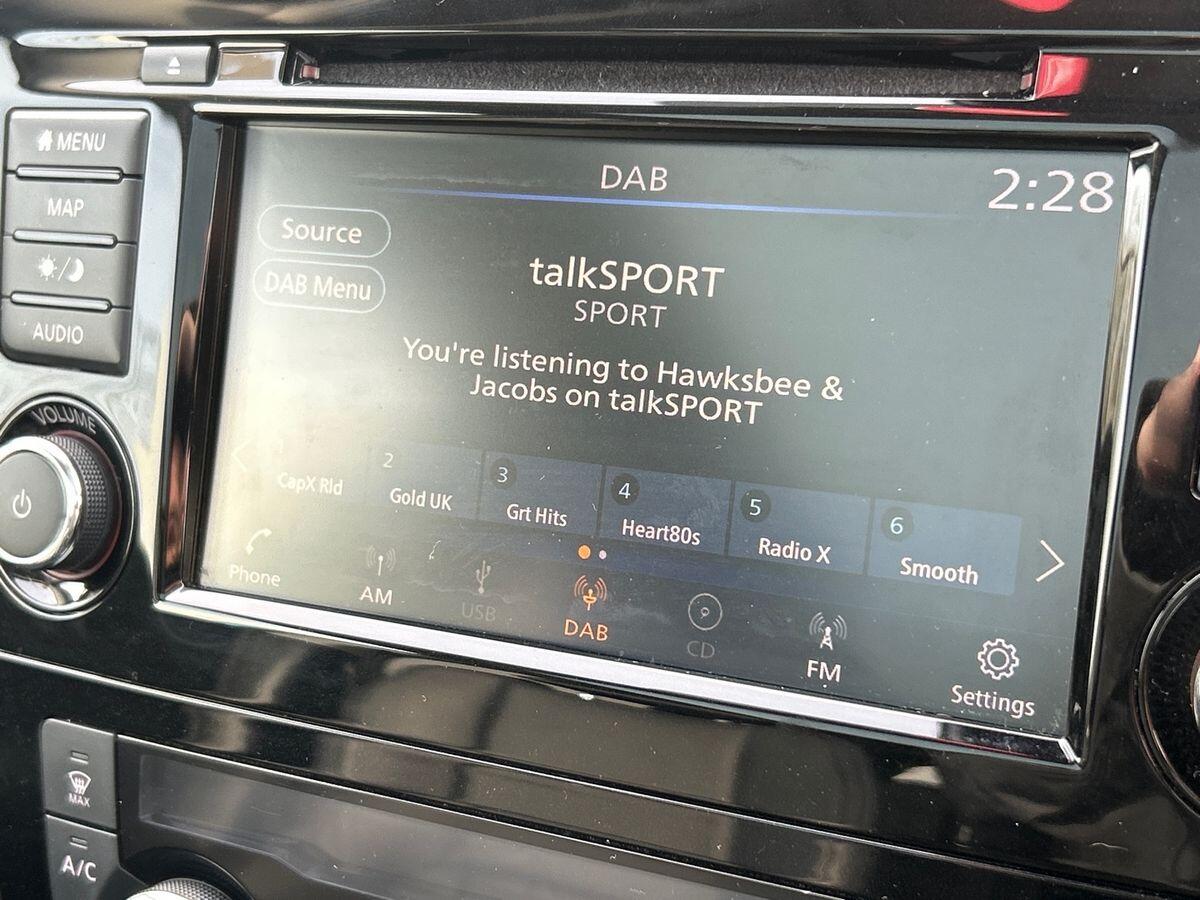 MENU
MAP
AUDIO
VOLUME
DAB
2:28
Source
DAB Menu
talkSPORT
SPORT
You're listening to Hawksbee &
Jacobs on talkSPORT
CapX Rld
2
Gold UK
3
Grt Hits
4
Heart80s
5
Radio X
6
Smooth
Phone
AM
USB
DAB
CD
FM
Settings
MAX
A/C